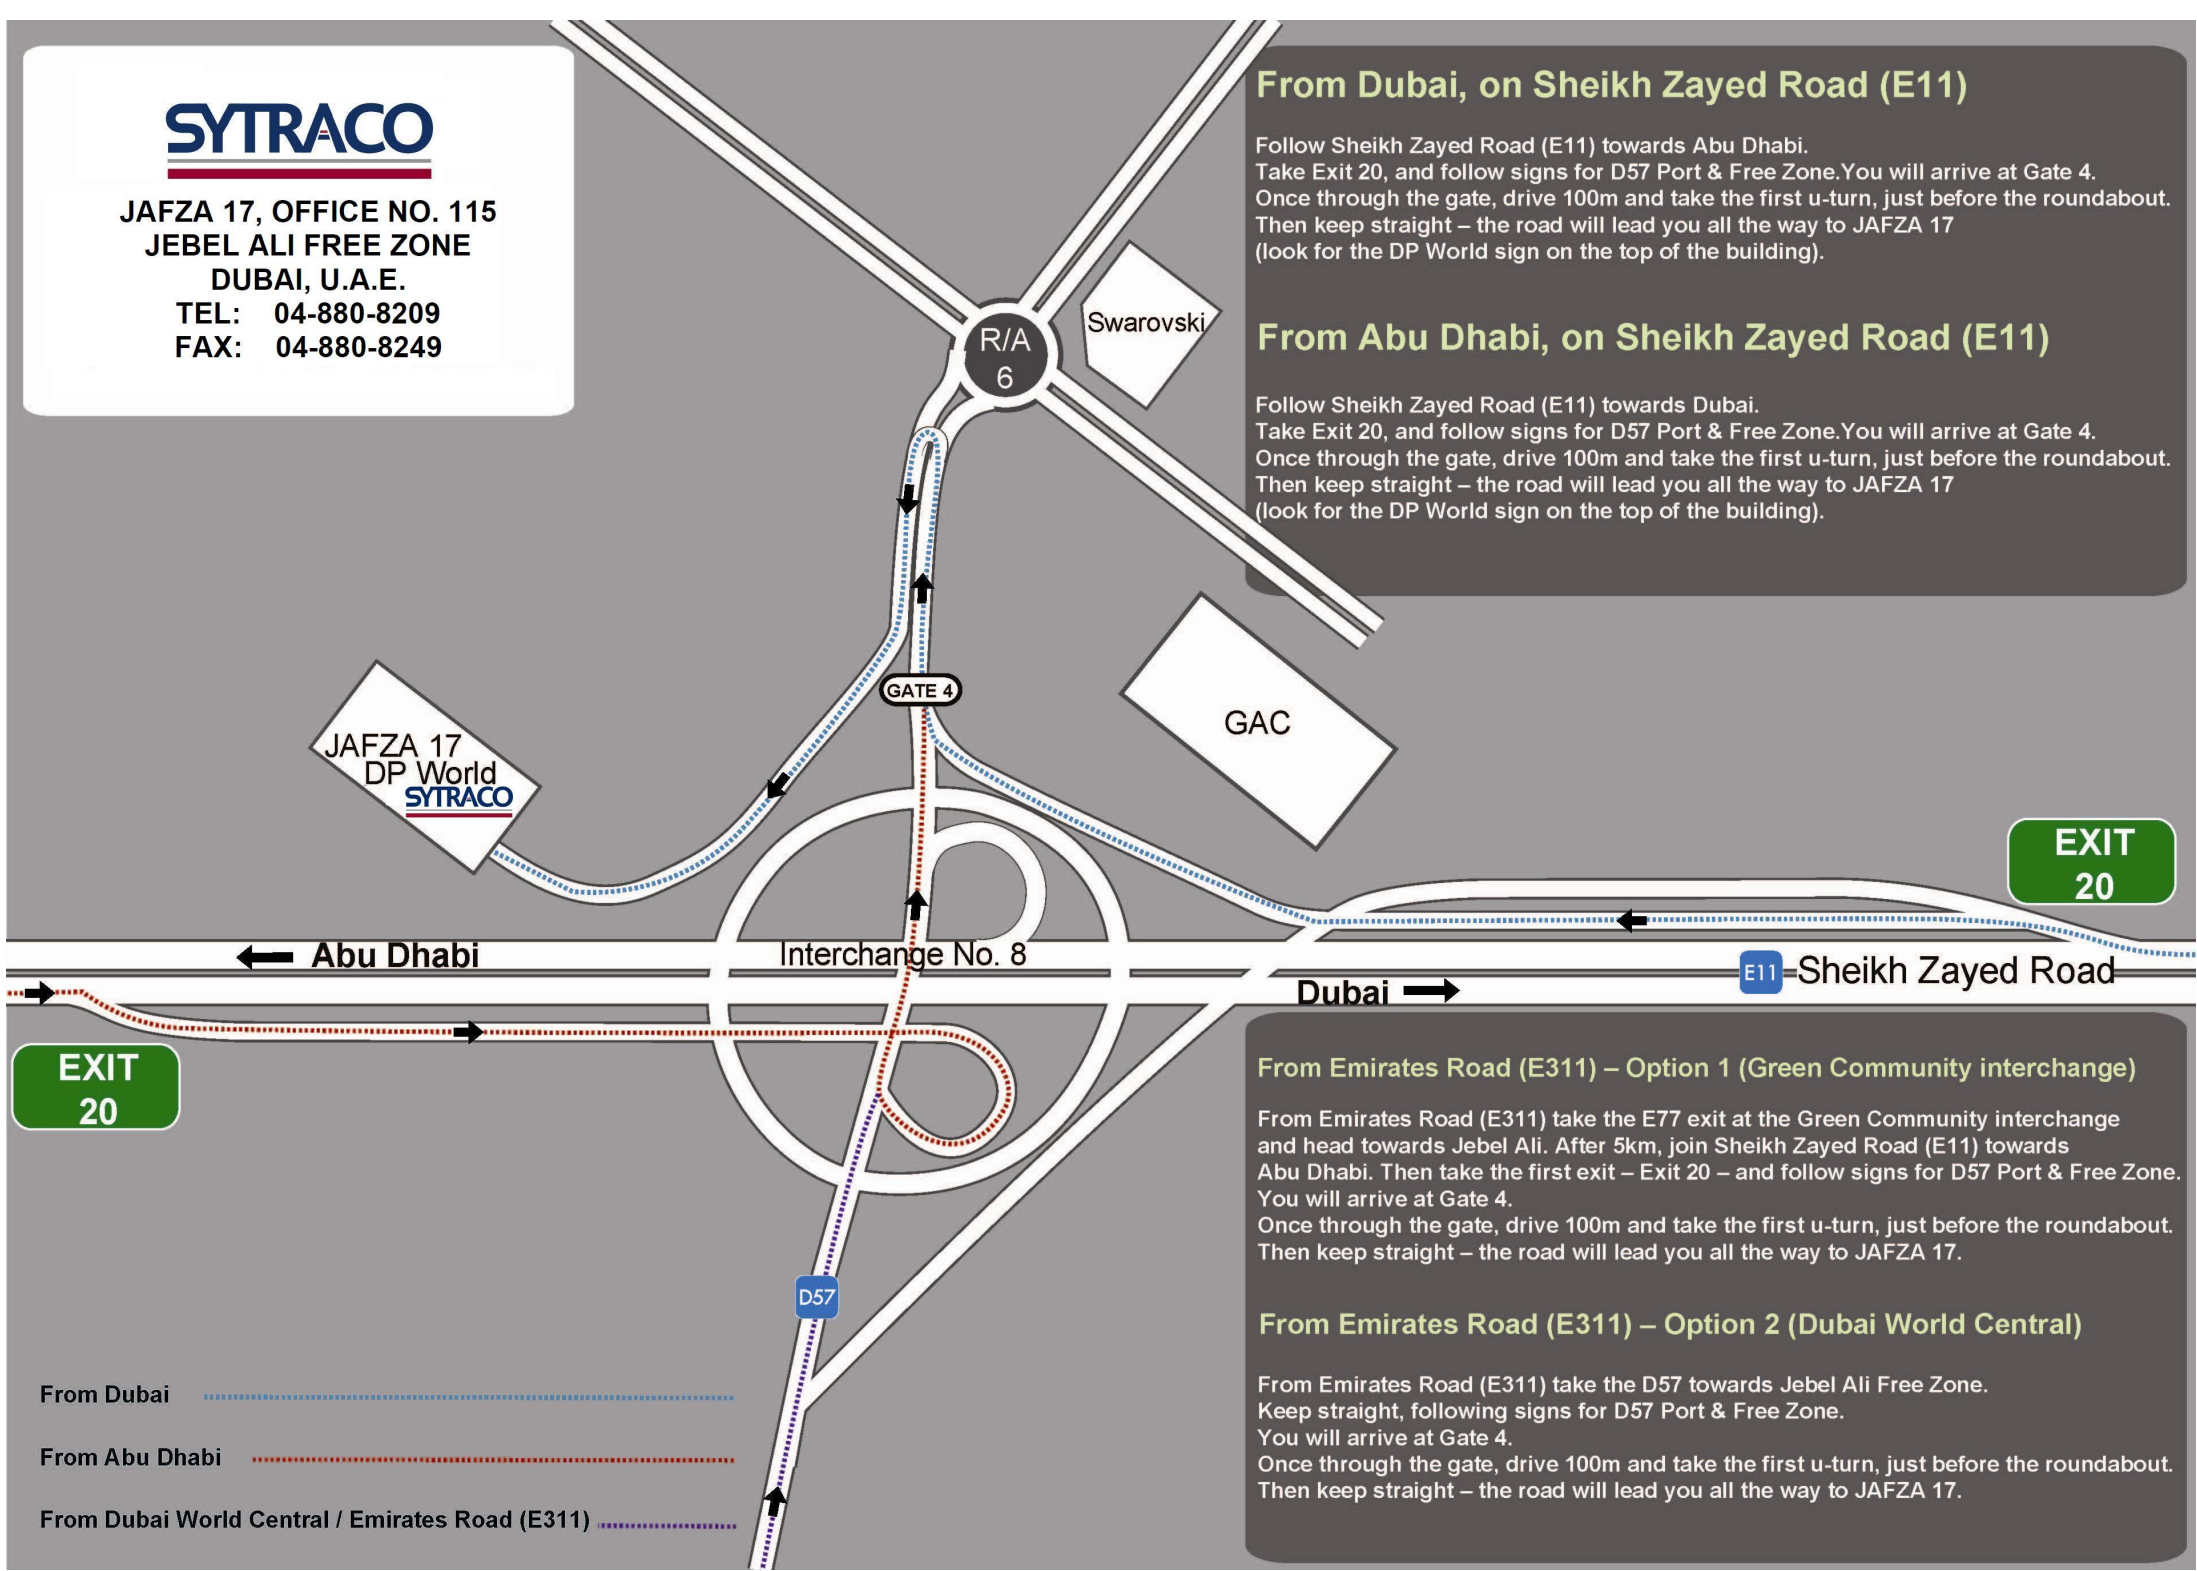 SYTRACO
JAFZA 17, OFFICE NO. 115
JEBEL ALI FREE ZONE
DUBAI, U.A.E.
TEL: 04-880-8209
FAX: 04-880-8249
From Dubai, on Sheikh Zayed Road (E11)
Follow Sheikh Zayed Road (E11) towards Abu Dhabi.
Take Exit 20, and follow signs for D57 Port & Free Zone.You will arrive at Gate 4.
Once through the gate, drive 100m and take the first u-turn, just before the roundabout.
Then keep straight – the road will lead you all the way to JAFZA 17
(look for the DP World sign on the top of the building).
From Abu Dhabi, on Sheikh Zayed Road (E11)
Follow Sheikh Zayed Road (E11) towards Dubai.
Take Exit 20, and follow signs for D57 Port & Free Zone.You will arrive at Gate 4.
Once through the gate, drive 100m and take the first u-turn, just before the roundabout.
Then keep straight – the road will lead you all the way to JAFZA 17
(look for the DP World sign on the top of the building).
R/A
6
Swarovski
GATE 4
GAC
JAFZA 17
DP World
SYTRACO
EXIT
20
Abu Dhabi
Interchange No. 8
E11
Sheikh Zayed Road
Dubai
EXIT
20
From Emirates Road (E311) – Option 1 (Green Community interchange)
From Emirates Road (E311) take the E77 exit at the Green Community interchange
and head towards Jebel Ali. After 5km, join Sheikh Zayed Road (E11) towards
Abu Dhabi. Then take the first exit – Exit 20 – and follow signs for D57 Port & Free Zone.
You will arrive at Gate 4.
Once through the gate, drive 100m and take the first u-turn, just before the roundabout.
Then keep straight – the road will lead you all the way to JAFZA 17.
From Emirates Road (E311) – Option 2 (Dubai World Central)
From Emirates Road (E311) take the D57 towards Jebel Ali Free Zone.
Keep straight, following signs for D57 Port & Free Zone.
You will arrive at Gate 4.
Once through the gate, drive 100m and take the first u-turn, just before the roundabout.
Then keep straight – the road will lead you all the way to JAFZA 17.
D57
From Dubai
From Abu Dhabi
From Dubai World Central / Emirates Road (E311)